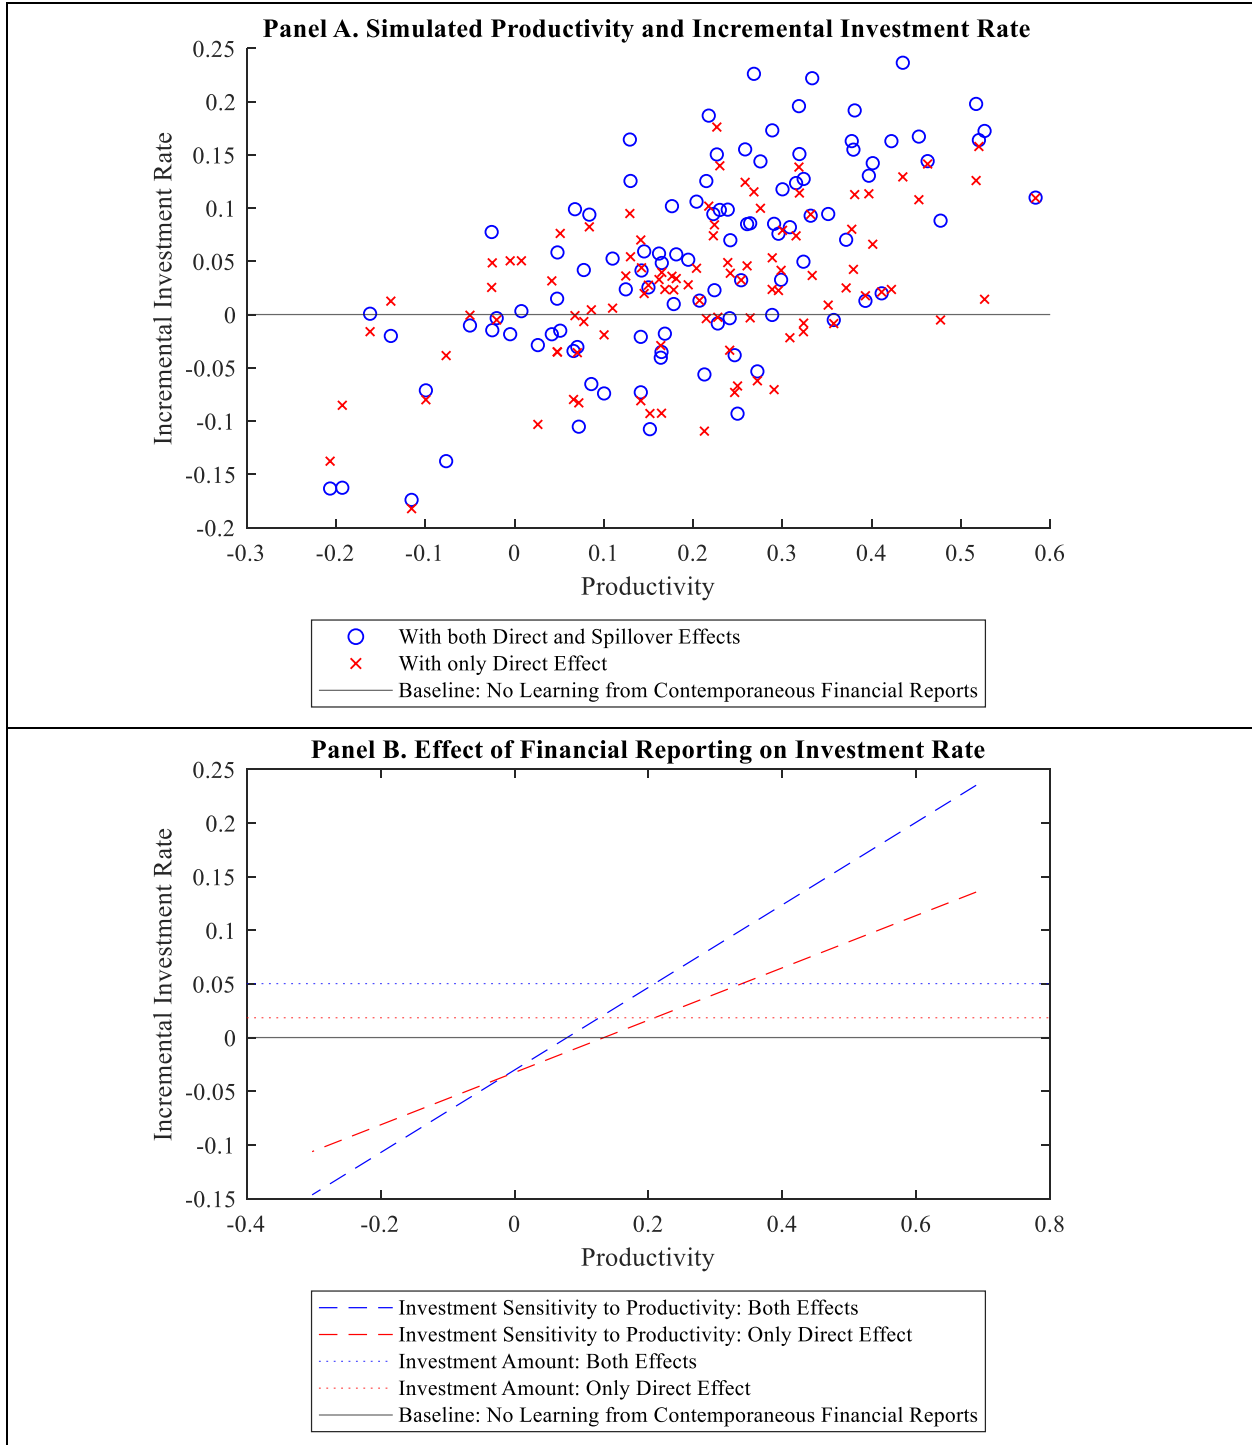 Panel A. Simulated Productivity and Incremental Investment Rate
Incremental Investment Rate
0.25
0.2
0.15
0.1
0.05
0
-0.05
-0.1
-0.15
-0.2
-0.3
-0.2
-0.1
0
0.1
0.2
0.3
0.4
0.5
0.6
Productivity
With both Direct and Spillover Effects
With only Direct Effect
Baseline: No Learning from Contemporaneous Financial Reports
Panel B. Effect of Financial Reporting on Investment Rate
Incremental Investment Rate
0.25
0.2
0.15
0.1
0.05
0
-0.05
-0.1
-0.15
-0.4
-0.2
0
0.2
0.4
0.6
0.8
Productivity
Investment Sensitivity to Productivity: Both Effects
Investment Sensitivity to Productivity: Only Direct Effect
Investment Amount: Both Effects
Investment Amount: Only Direct Effect
Baseline: No Learning from Contemporaneous Financial Reports